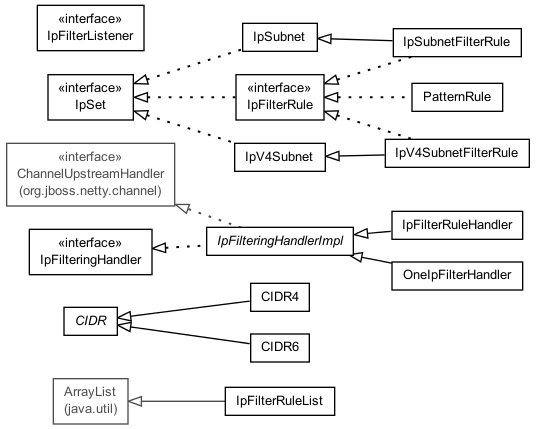 «interface»
IpFilterListener
IpSubnet
IpSubnetFilterRule
«interface»
IpSet
«interface»
IpFilterRule
PatternRule
IpV4Subnet
IpV4SubnetFilterRule
«interface»
ChannelUpstreamHandler
(org.jboss.netty.channel)
IpFilterRuleHandler
«interface»
IpFilteringHandler
IpFilteringHandlerImpl
OneIpFilterHandler
CIDR4
CIDR
CIDR6
ArrayList
(java.util)
IpFilterRuleList